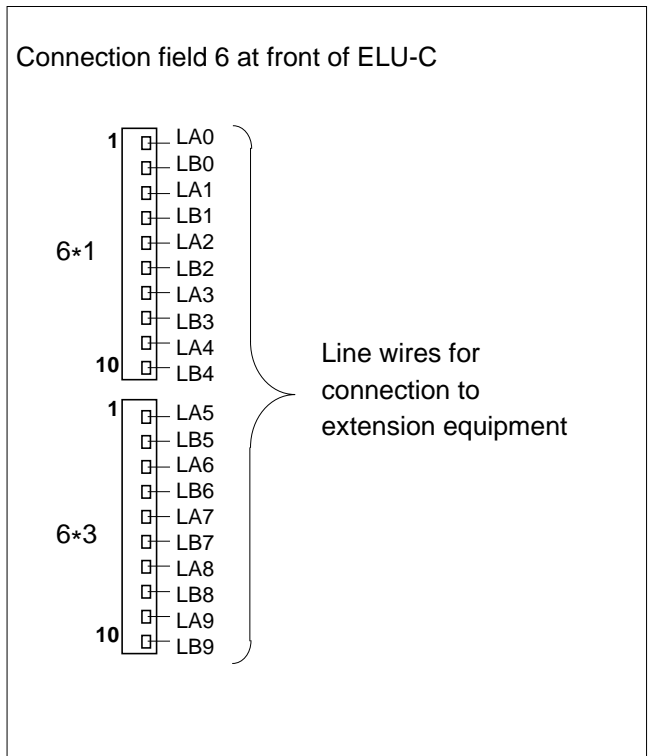 Connection field 6 at front of ELU-C
1
LA0
LB0
LA1
LB1
6*1
LA2
LB2
LA3
LB3
LA4
10
LB4
1
LA5
LB5
LA6
LB6
LA7
6*3
LB7
LA8
LB8
LA9
10
LB9
Line wires for
connection to
extension equipment